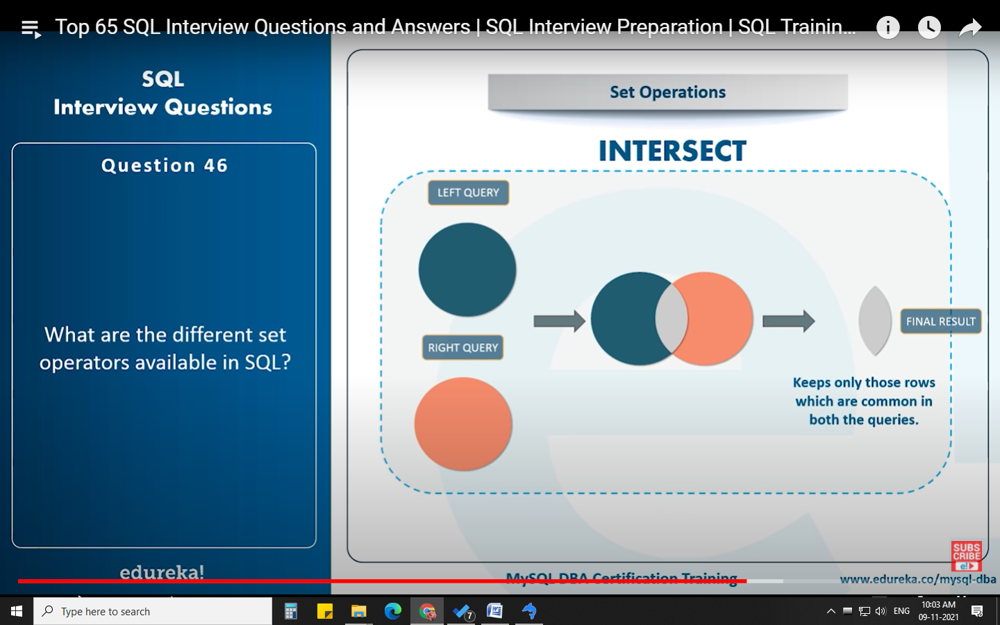 Top 65 SQL Interview Questions and Answers | SQL Interview Preparation | SQL Trainin...
SQL
Interview Questions
Question 46
What are the different set
operators available in SQL?
edureka!
Set Operations
INTERSECT
LEFT QUERY
RIGHT QUERY
FINAL RESULT
Keeps only those rows
which are common in
both the queries.
SUBS
CRIBE
e!
MySQL DBA Certification Training
www.edureka.co/mysql-dba
Type here to search
7
ENG
10:03 AM
09-11-2021